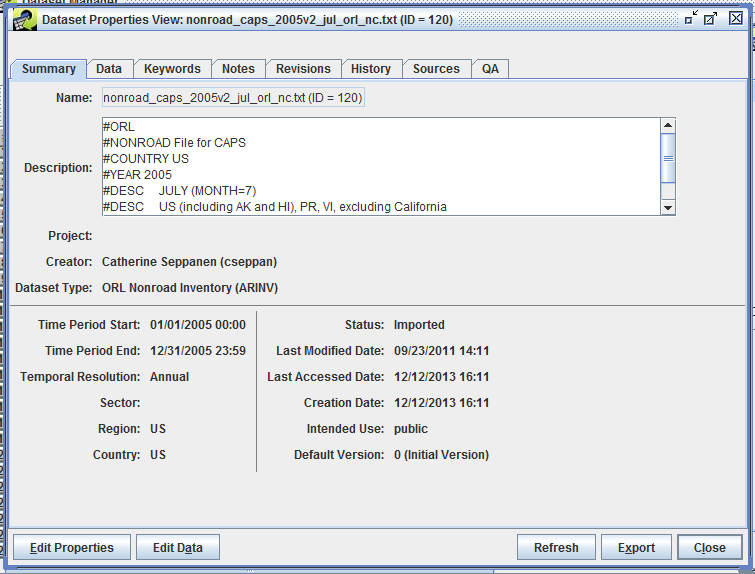 Dataset Properties View: nonroad_caps_2005v2_jul_orl_nc.txt (ID = 120)
Summary Data Keywords Notes Revisions History Sources QA
Name: nonroad_caps_2005v2_jul_orl_nc.txt (ID = 120)
Description:
#ORL
#NONROAD File for CAPS
#COUNTRY US
#YEAR 2005
#DESC JULY (MONTH=7)
#DESC US (including AK and HI), PR, VI, excluding California
Project:
Creator: Catherine Seppanen (cseppan)
Dataset Type: ORL Nonroad Inventory (ARINV)
Time Period Start: 01/01/2005 00:00
Time Period End: 12/31/2005 23:59
Temporal Resolution: Annual
Sector:
Region: US
Country: US
Status: Imported
Last Modified Date: 09/23/2011 14:11
Last Accessed Date: 12/12/2013 16:11
Creation Date: 12/12/2013 16:11
Intended Use: public
Default Version: 0 (Initial Version)
Edit Properties Edit Data Refresh Export Close